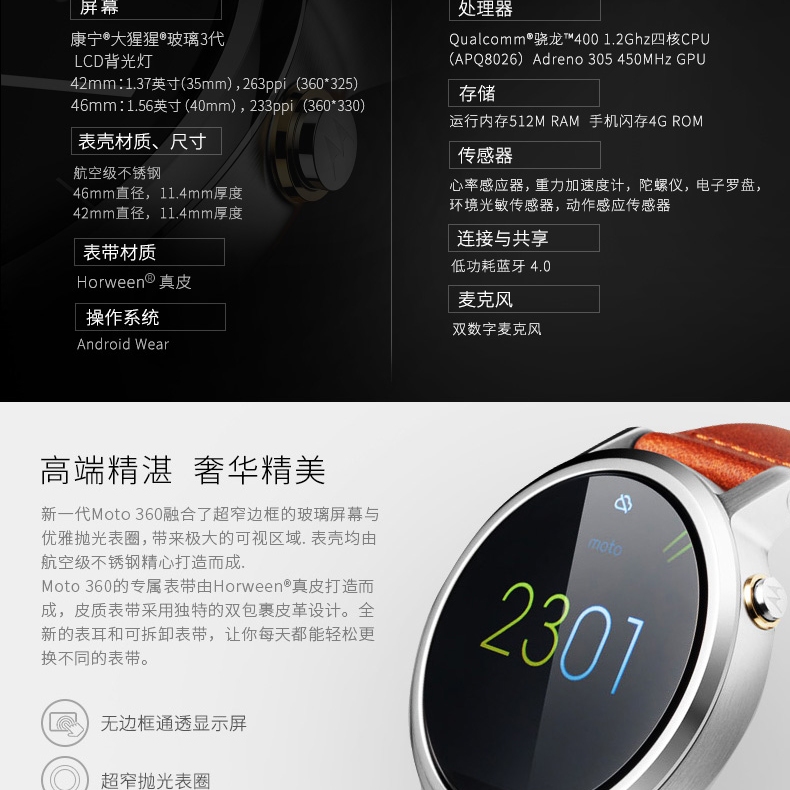 屏幕
康宁®大猩猩®玻璃3代
LCD背光灯
42mm：1.37英寸(35mm)，263ppi（360*325）
46mm：1.56英寸（40mm)，233ppi（360*330）
表壳材质、尺寸
航空级不锈钢
46mm直径，11.4mm厚度
42mm直径，11.4mm厚度
表带材质
Horween® 真皮
操作系统
Android Wear
处理器
Qualcomm®骁龙™400 1.2Ghz四核CPU
（APQ8026）Adreno 305 450MHz GPU
存储
运行内存512M RAM 手机闪存4G ROM
传感器
心率感应器，重力加速度计，陀螺仪，电子罗盘，
环境光敏传感器，动作感应传感器
连接与共享
低功耗蓝牙 4.0
麦克风
双数字麦克风
高端精湛 奢华精美
新一代Moto 360融合了超窄边框的玻璃屏幕与
优雅抛光表圈，带来极大的可视区域. 表壳均由
航空级不锈钢精心打造而成.
Moto 360的专属表带由Horween®真皮打造而
成，皮质表带采用独特的双包裹皮革设计。全
新的表耳和可拆卸表带，让你每天都能轻松更
换不同的表带。
无边框通透显示屏
超窄抛光表圈
moto
2301